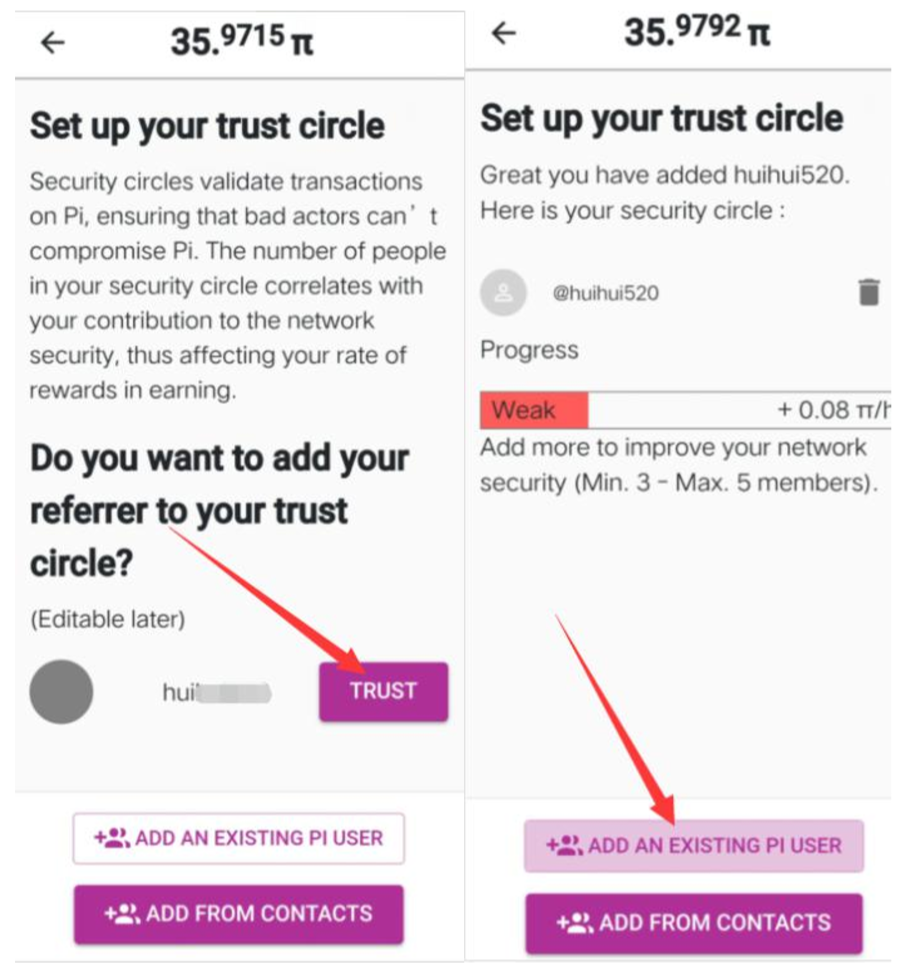 35.9715 π
Set up your trust circle
Security circles validate transactions
on Pi, ensuring that bad actors can’t
compromise Pi. The number of people
in your security circle correlates with
your contribution to the network
security, thus affecting your rate of
rewards in earning.
Do you want to add your
referrer to your trust
circle?
(Editable later)
TRUST
ADD AN EXISTING PI USER
ADD FROM CONTACTS
35.9792 π
Set up your trust circle
Great you have added huihui520.
Here is your security circle :
@huihui520
Progress
Weak + 0.08 π/h
Add more to improve your network
security (Min. 3 - Max. 5 members).
ADD AN EXISTING PI USER
ADD FROM CONTACTS